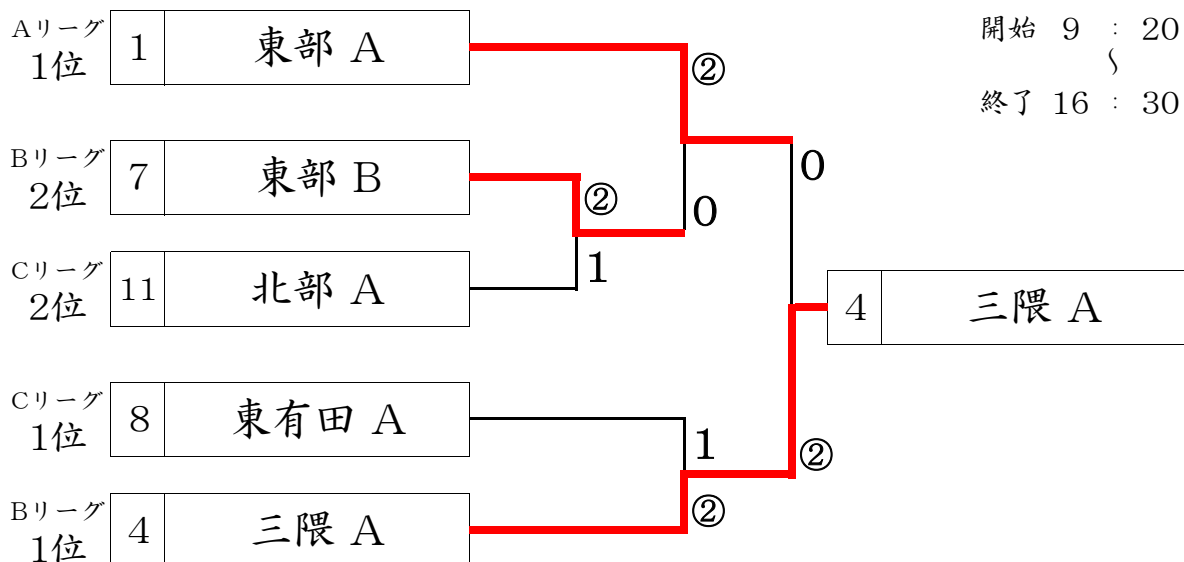 Aリーグ
1位
1
東部 A
②
開始 9 : 20
~
終了 16 : 30
Bリーグ
2位
7
東部 B
②
0
0
Cリーグ
2位
11
北部 A
1
4
三隈 A
Cリーグ
1位
8
東有田 A
1
②
Bリーグ
1位
4
三隈 A
②